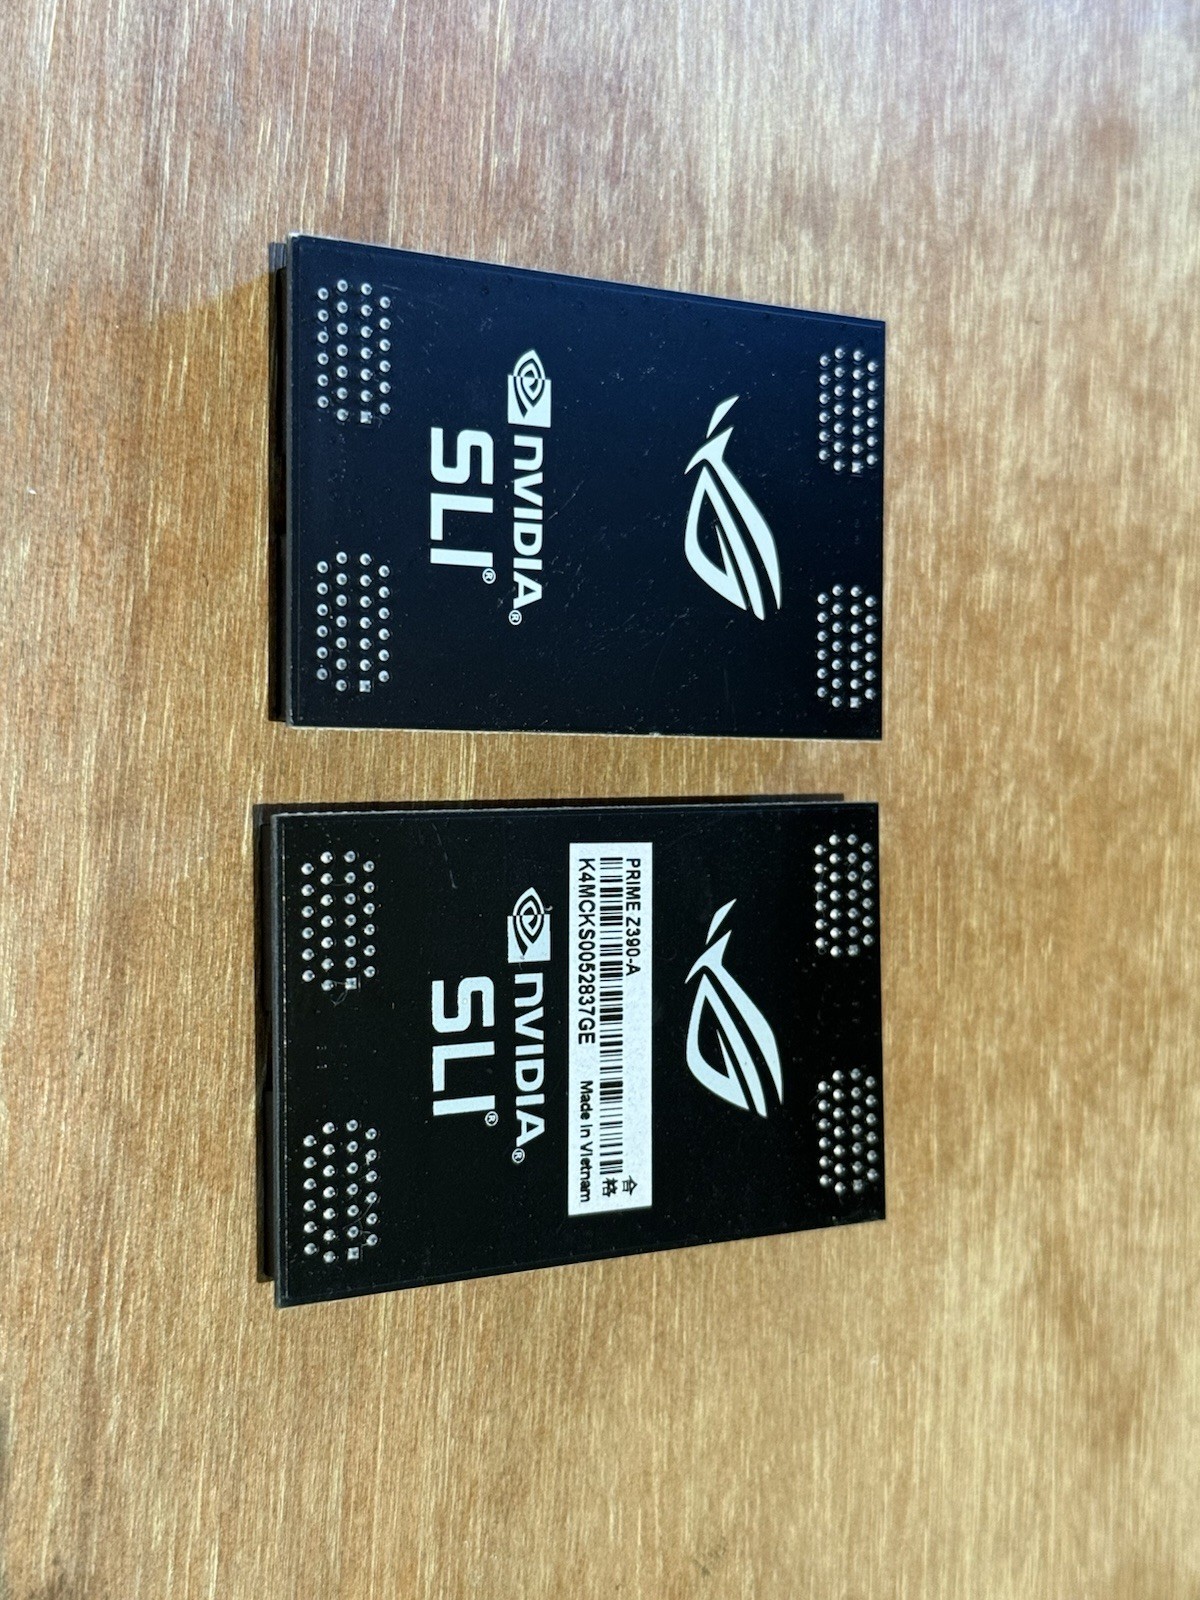 NVIDIA®
SLI®
PRIME Z390-A
合格
K4MCKS0052837GE Made in Vietnam
NVIDIA®
SLI®